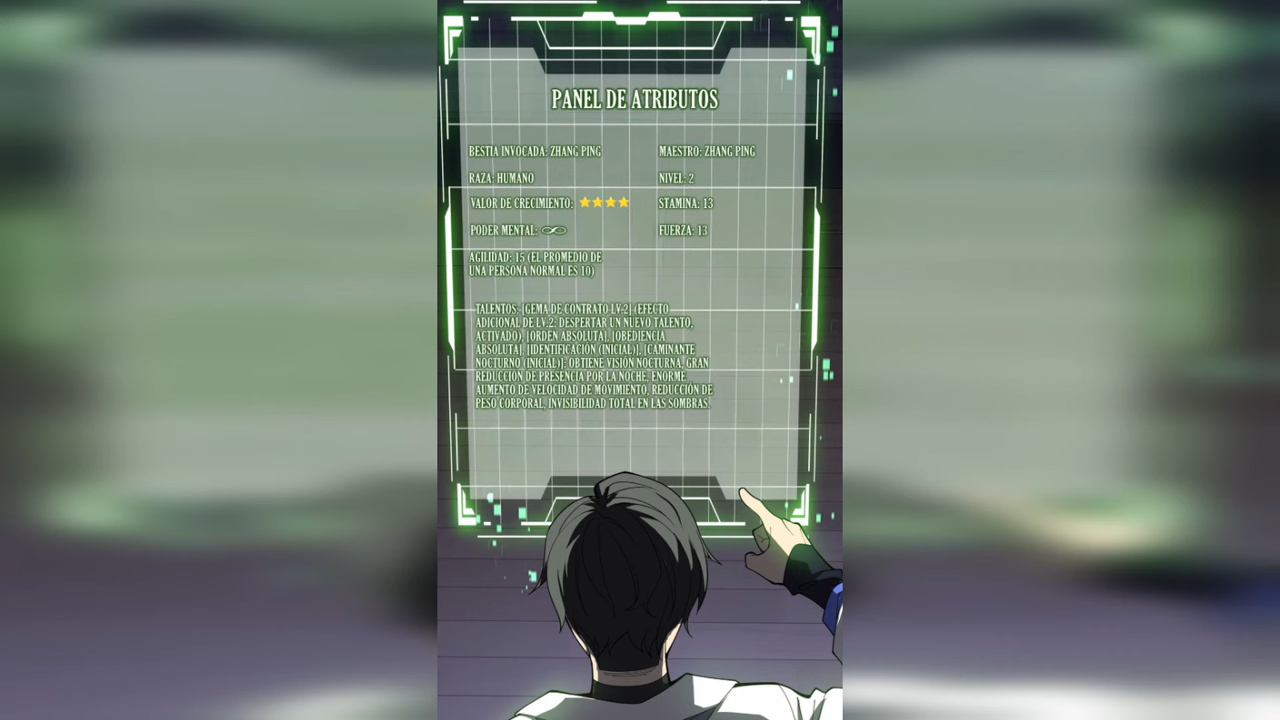 PANEL DE ATRIBUTOS
BESTIA INVOCADA: ZHANG PING
MAESTRO: ZHANG PING
RAZA: HUMANO
NIVEL: 2
VALOR DE CRECIMIENTO: ⭐⭐⭐⭐
STAMINA: 13
PODER MENTAL: ∞
FUERZA: 13
AGILIDAD: 15 (EL PROMEDIO DE
UNA PERSONA NORMAL ES 10)
TALENTOS: [GEMA DE CONTRATO LV.2] (EFECTO
ADICIONAL DE LV.2: DESPERTAR UN NUEVO TALENTO,
ACTIVADO), [ORDEN ABSOLUTA], [OBEDIENCIA
ABSOLUTA], [IDENTIFICACIÓN (INICIAL)], [CAMINANTE
NOCTURNO (INICIAL)]: OBTIENE VISIÓN NOCTURNA, GRAN
REDUCCIÓN DE PRESENCIA POR LA NOCHE, ENORME
AUMENTO DE VELOCIDAD DE MOVIMIENTO, REDUCCIÓN DE
PESO CORPORAL, INVISIBILIDAD TOTAL EN LAS SOMBRAS.